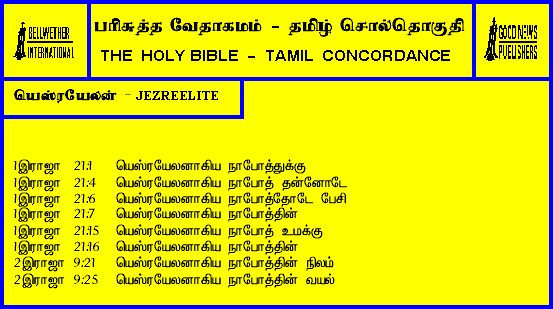 BELLWETHER
INTERNATIONAL
பரிசுத்த வேதாகமம் - தமிழ் சொல்தொகுதி
THE HOLY BIBLE - TAMIL CONCORDANCE
GOOD NEWS
PUBLISHERS
யெஸ்ரயேலன் - JEZREELITE
1இராஜா 21:1 யெஸ்ரயேலனாகிய நாபோத்துக்கு
1இராஜா 21:4 யெஸ்ரயேலனாகிய நாபோத் தன்னோடே
1இராஜா 21:6 யெஸ்ரயேலனாகிய நாபோத்தோடே பேசி
1இராஜா 21:7 யெஸ்ரயேலனாகிய நாபோத்தின்
1இராஜா 21:15 யெஸ்ரயேலனாகிய நாபோத் உமக்கு
1இராஜா 21:16 யெஸ்ரயேலனாகிய நாபோத்தின்
2இராஜா 9:21 யெஸ்ரயேலனாகிய நாபோத்தின் நிலம்
2இராஜா 9:25 யெஸ்ரயேலனாகிய நாபோத்தின் வயல்